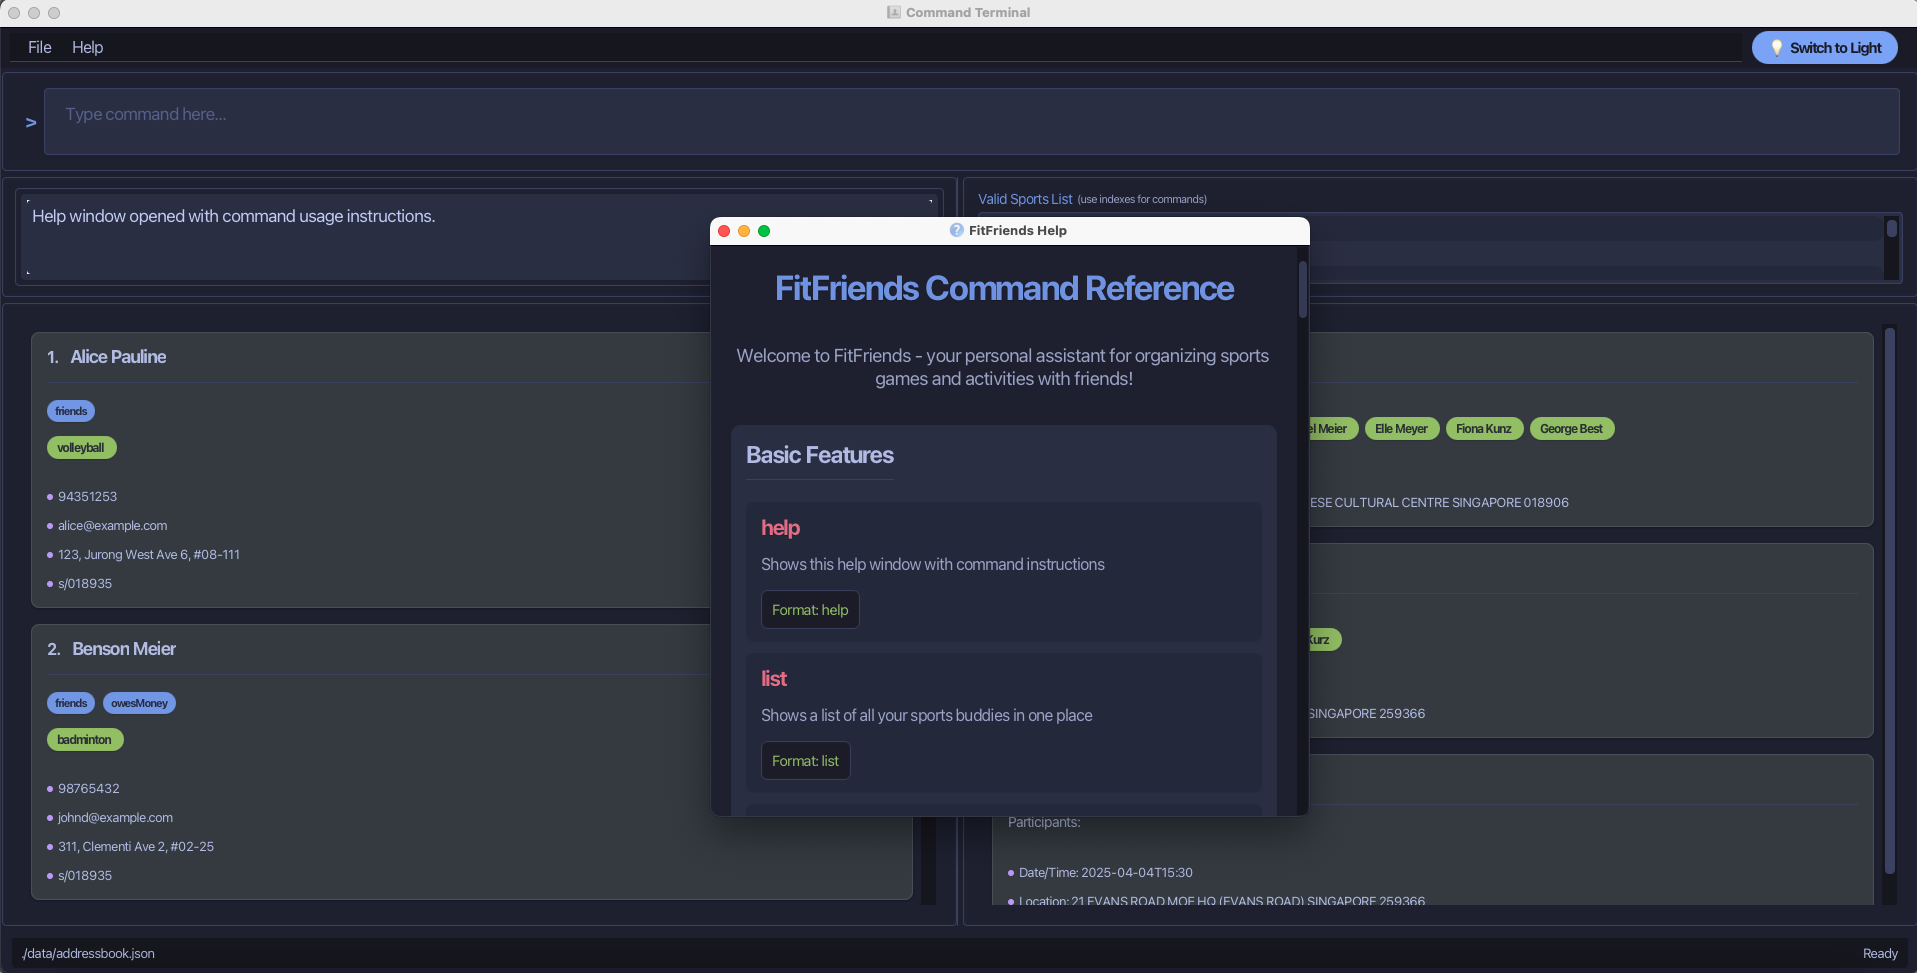 Command Terminal
File Help
Switch to Light
> Type command here...
Help window opened with command usage instructions.
Valid Sports List (use indexes for commands)
FitFriends Help
FitFriends Command Reference
Welcome to FitFriends - your personal assistant for organizing sports
games and activities with friends!
Basic Features
help
Shows this help window with command instructions
Format: help
list
Shows a list of all your sports buddies in one place
Format: list
1. Alice Pauline
friends
volleyball
94351253
alice@example.com
123, Jurong West Ave 6, #08-111
s/018935
2. Benson Meier
friends owesMoney
badminton
98765432
johnd@example.com
311, Clementi Ave 2, #02-25
s/018935
Meier Elle Meyer Fiona Kunz George Best
CULTURAL CENTRE SINGAPORE 018906
Kurz
SINGAPORE 259366
Participants:
Date/Time: 2025-04-04T15:30
Location: 21 EVANS ROAD MOE HQ (EVANS ROAD) SINGAPORE 259366
./data/addressbook.json
Ready